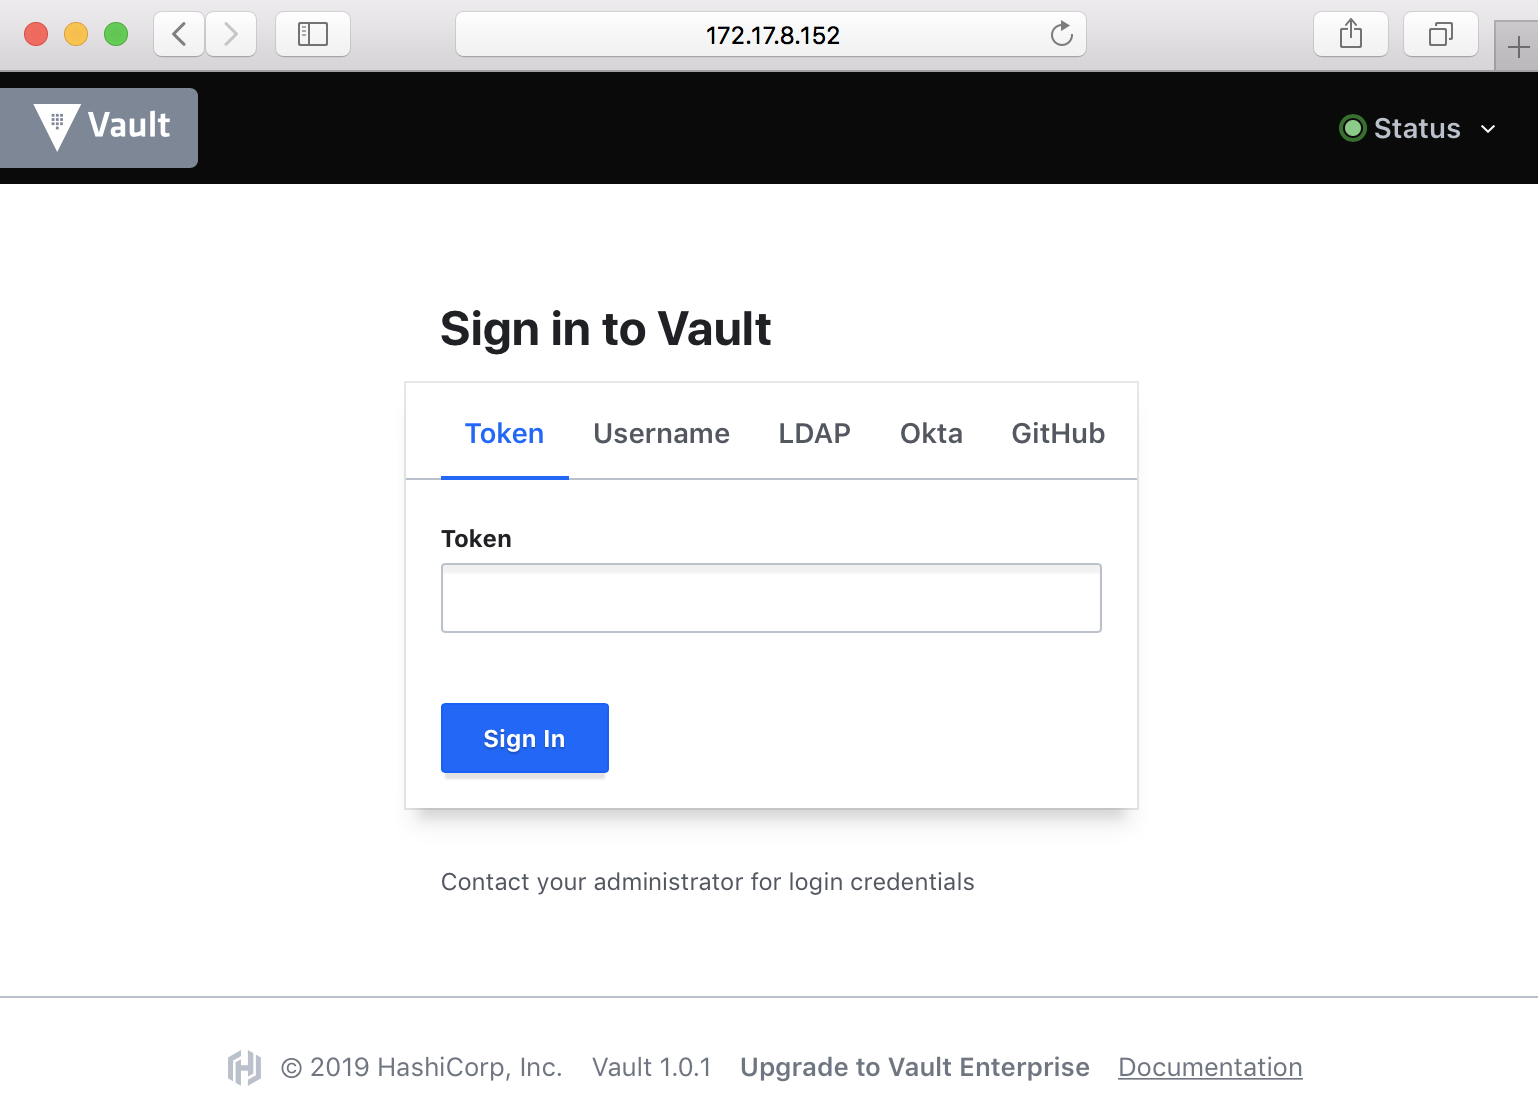 172.17.8.152
Vault
Status
Sign in to Vault
Token Username LDAP Okta GitHub
Token
Sign In
Contact your administrator for login credentials
© 2019 HashiCorp, Inc. Vault 1.0.1 Upgrade to Vault Enterprise Documentation